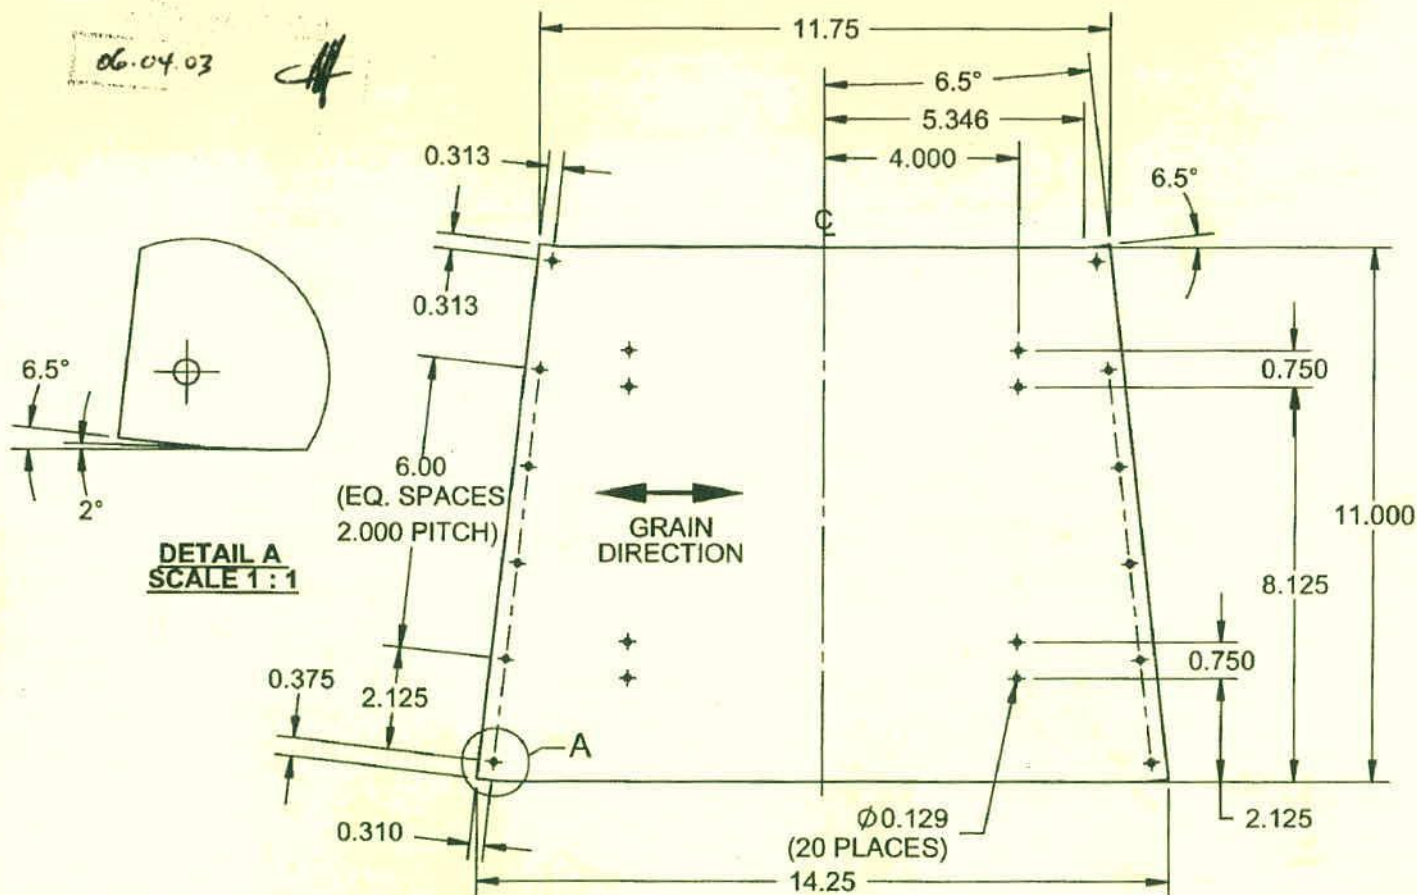 06.04.03
11.75
6.5°
5.346
4.000
0.313
6.5°
℄
0.313
6.5°
2°
0.750
6.00
(EQ. SPACES
2.000 PITCH)
GRAIN
DIRECTION
11.000
DETAIL A
SCALE 1 : 1
8.125
0.750
0.375
2.125
A
0.310
Ø0.129
(20 PLACES)
2.125
14.25